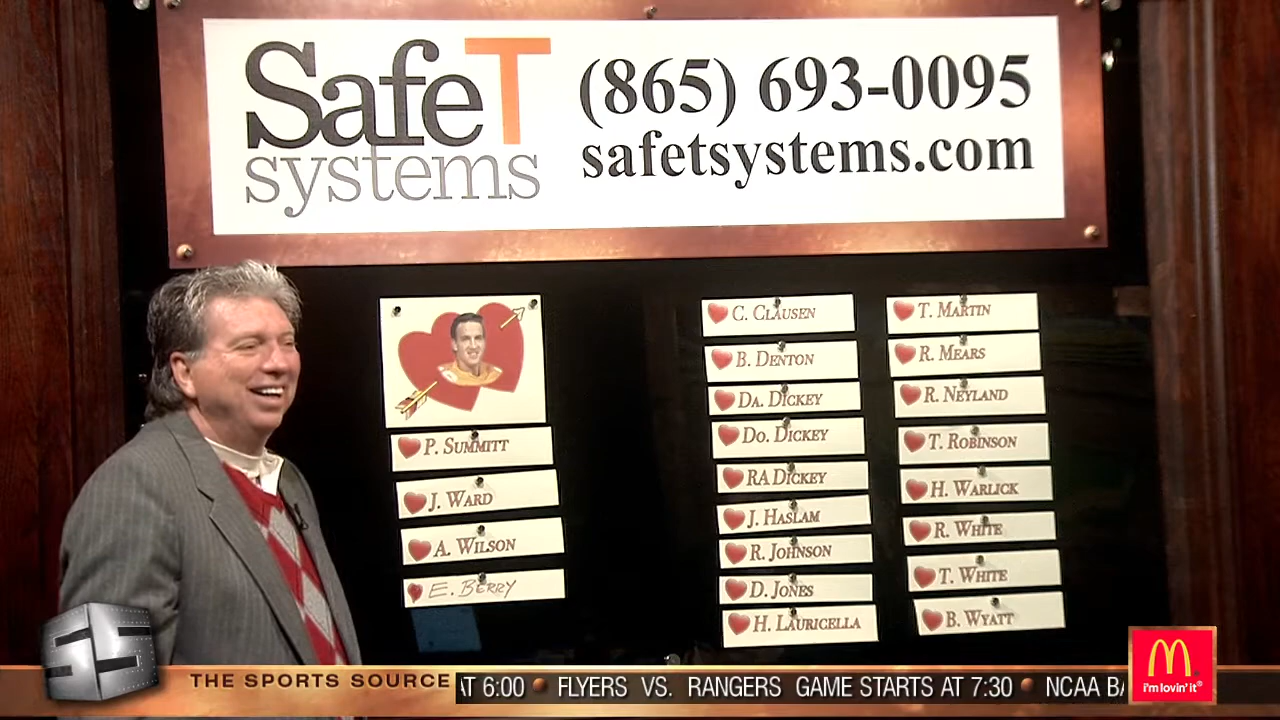 SafeT
systems
(865) 693-0095
safetsystems.com
P. SUMMITT
J. WARD
A. WILSON
E. BERRY
C. CLAUSEN
B. DENTON
DA. DICKEY
DO. DICKEY
RA DICKEY
J. HASLAM
R. JOHNSON
D. JONES
H. LAURICELLA
T. MARTIN
R. MEARS
R. NEYLAND
T. ROBINSON
H. WARLICK
R. WHITE
T. WHITE
B. WYATT
SS
THE SPORTS SOURCE
AT 6:00 • FLYERS VS. RANGERS GAME STARTS AT 7:30 • NCAA BA
M
i'm lovin' it®